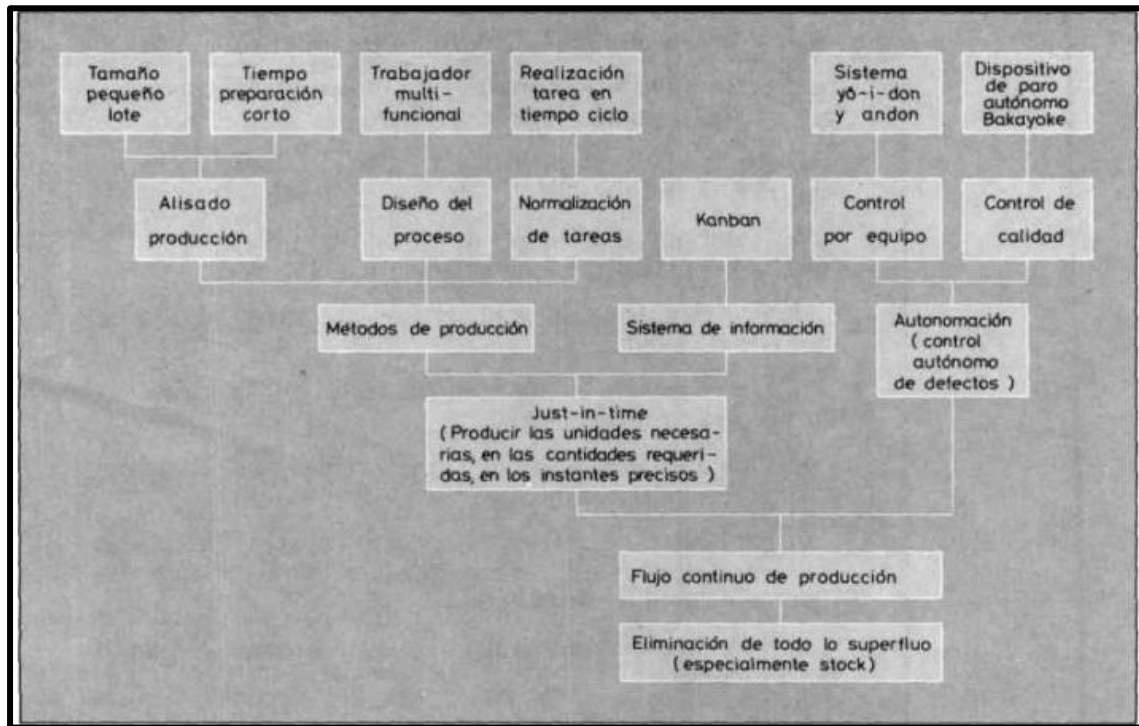 Tamaño
pequeño
lote
Tiempo
preparación
corto
Trabajador
multi-
funcional
Realización
tarea en
tiempo ciclo
Sistema
yô-i-don
y andon
Dispositivo
de paro
autónomo
Bakayoke
Alisado
producción
Diseño del
proceso
Normalización
de tareas
Kanban
Control
por equipo
Control de
calidad
Métodos de producción
Sistema de información
Autonomación
( control
autónomo
de defectos )
Just-in-time
( Producir las unidades necesa-
rias, en las cantidades requeri-
das, en los instantes precisos )
Flujo continuo de producción
Eliminación de todo lo superfluo
( especialmente stock )